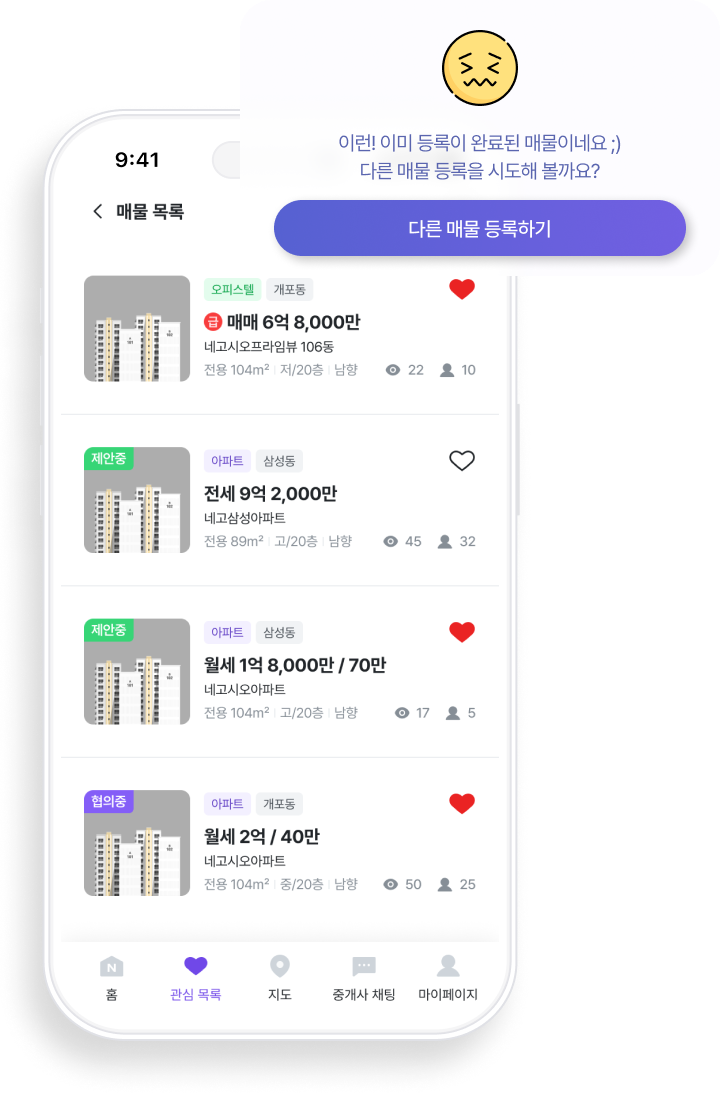 이런! 이미 등록이 완료된 매물이네요 ;)
다른 매물 등록을 시도해 볼까요?
다른 매물 등록하기
9:41
매물 목록
오피스텔 개포동
급 매매 6억 8,000만
네고시오프라임뷰 106동
전용 104m² 저/20층 남향 22 10
제안중
아파트 삼성동
전세 9억 2,000만
네고삼성아파트
전용 89m² 고/20층 남향 45 32
제안중
아파트 삼성동
월세 1억 8,000만 / 70만
네고시오아파트
전용 104m² 고/20층 남향 17 5
협의중
아파트 개포동
월세 2억 / 40만
네고시오아파트
전용 104m² 중/20층 남향 50 25
N
홈 관심 목록 지도 중개사 채팅 마이페이지